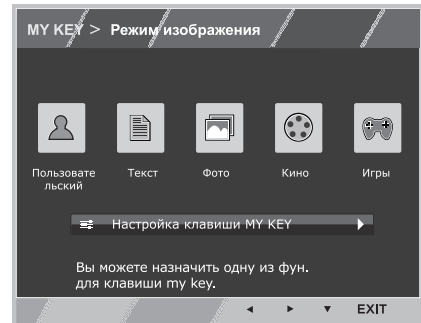 MY KEY > Режим изображения
Пользовате
льский
Текст
Фото
Кино
Игры
Настройка клавиши MY KEY
Вы можете назначить одну из фун.
для клавиши my key.
EXIT